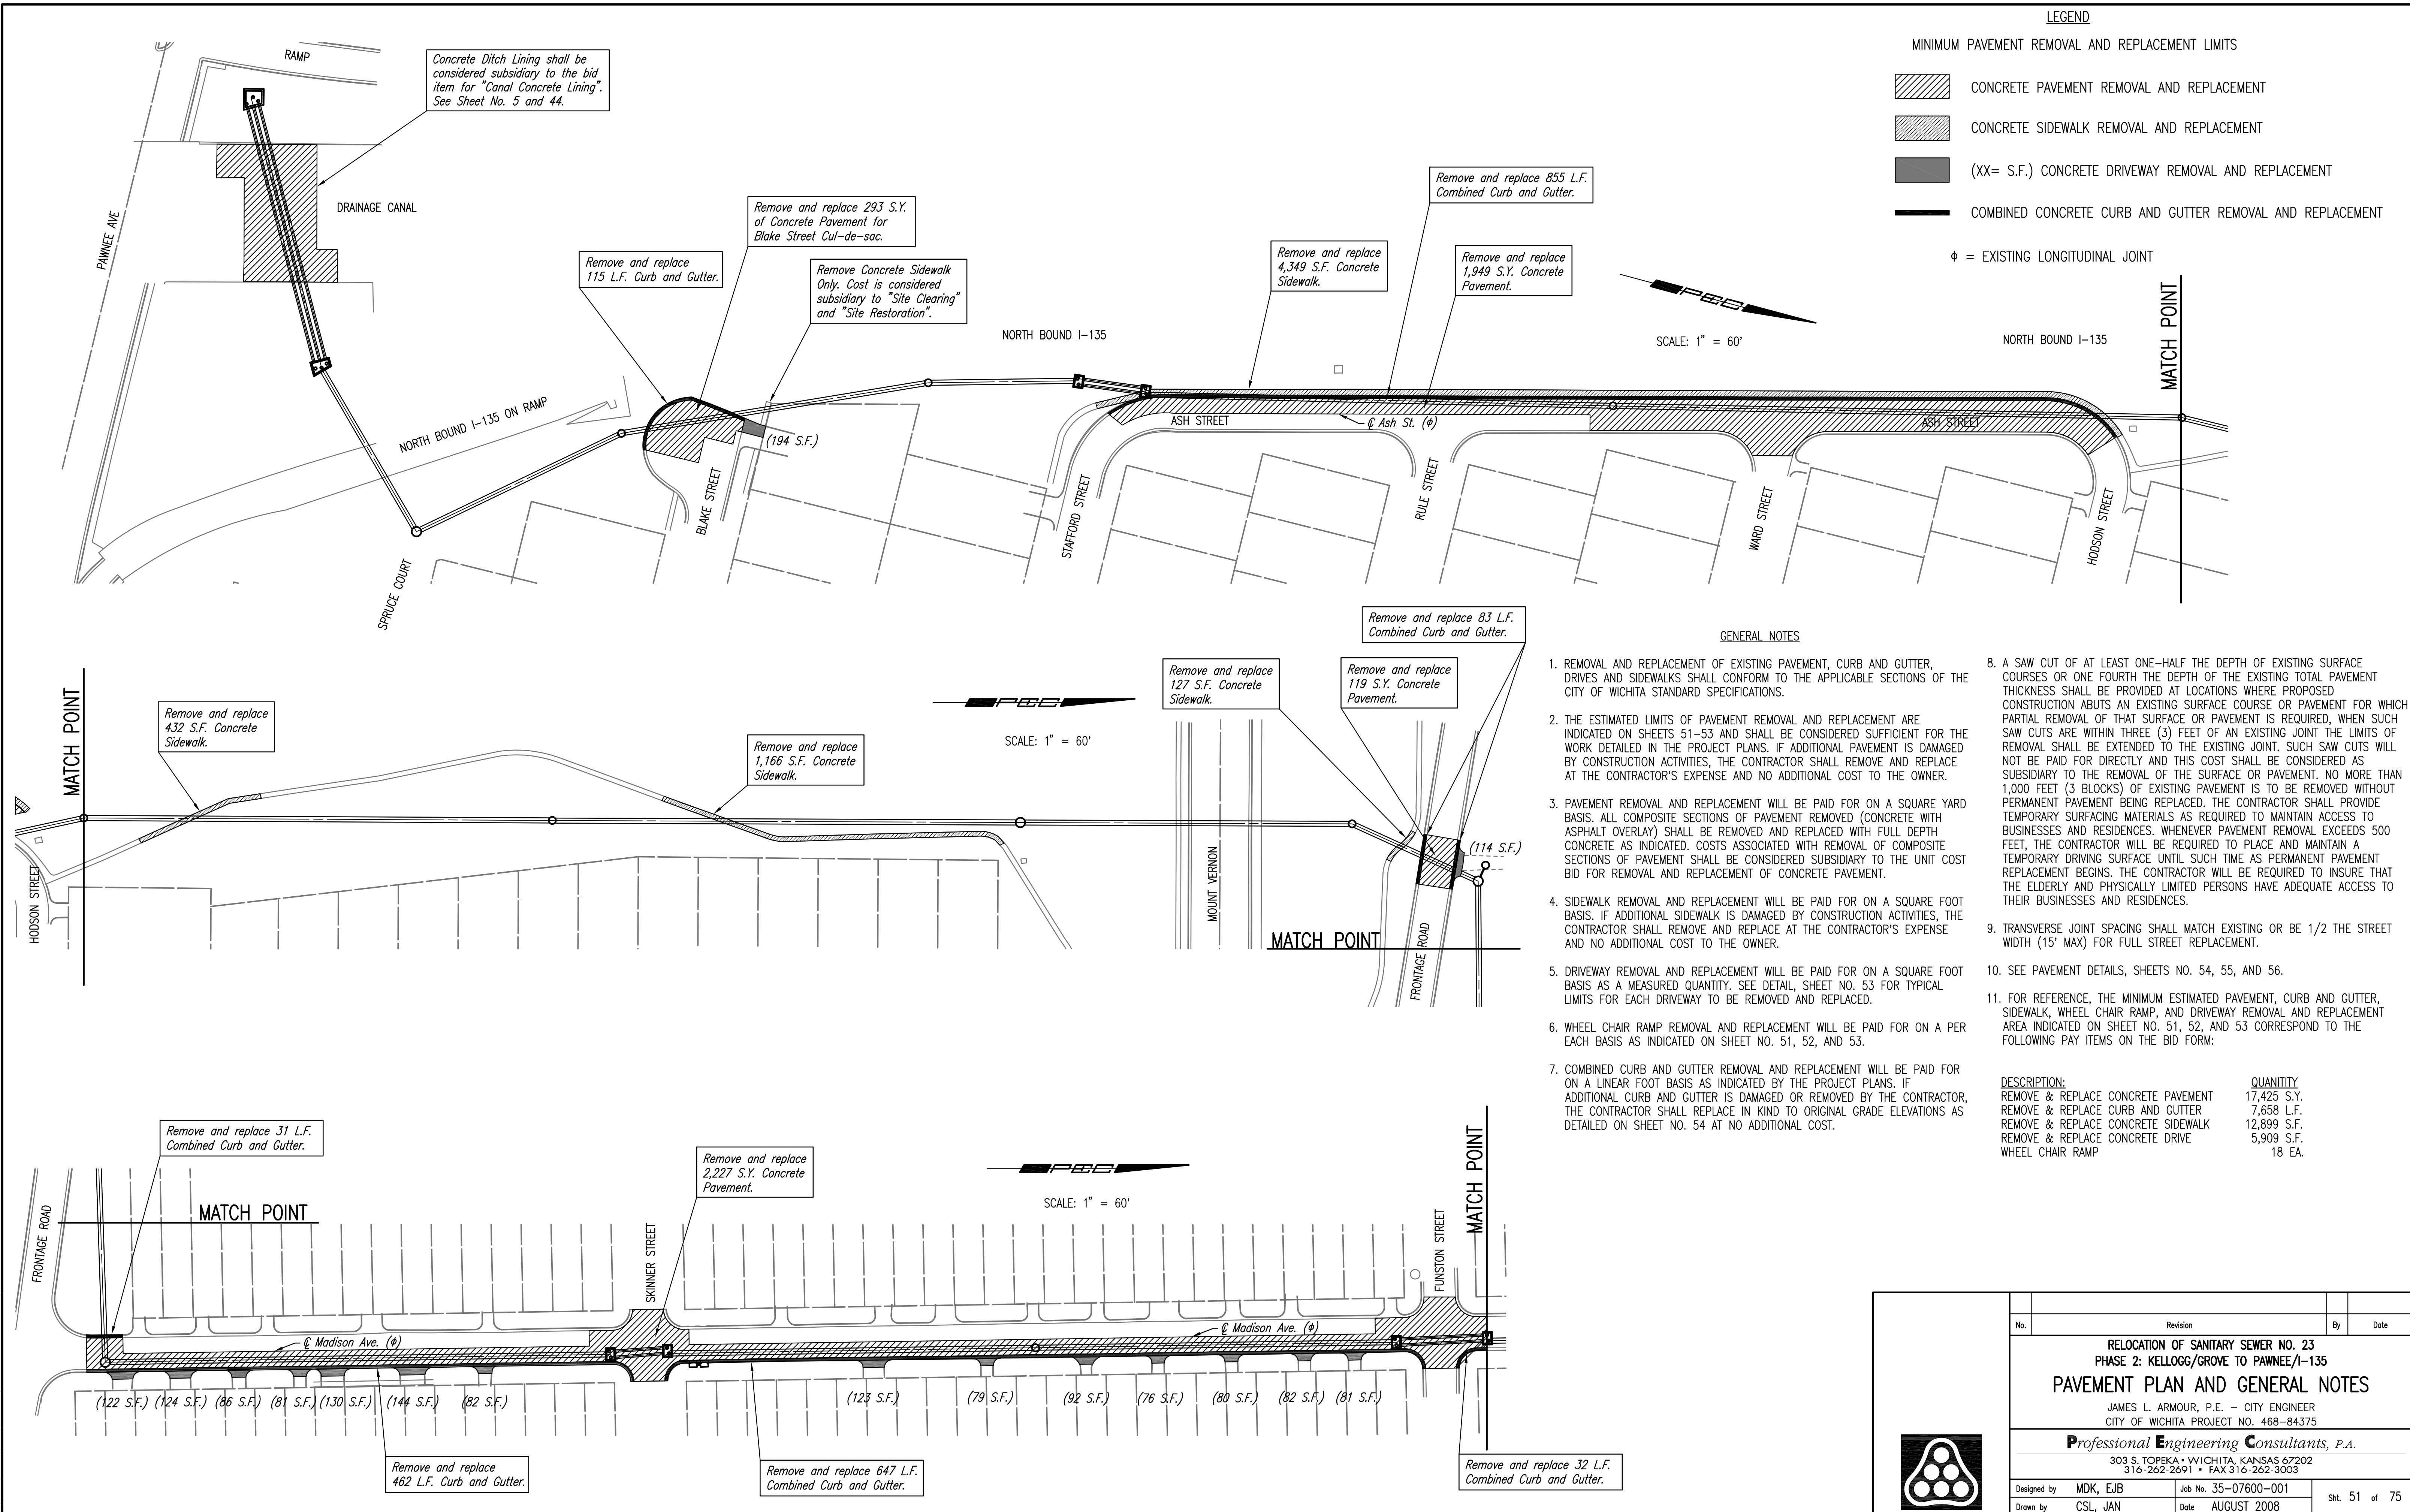 LEGEND
MINIMUM PAVEMENT REMOVAL AND REPLACEMENT LIMITS
CONCRETE PAVEMENT REMOVAL AND REPLACEMENT
CONCRETE SIDEWALK REMOVAL AND REPLACEMENT
(XX= S.F.) CONCRETE DRIVEWAY REMOVAL AND REPLACEMENT
COMBINED CONCRETE CURB AND GUTTER REMOVAL AND REPLACEMENT
ϕ = EXISTING LONGITUDINAL JOINT
RAMP
Concrete Ditch Lining shall be
considered subsidiary to the bid
item for "Canal Concrete Lining".
See Sheet No. 5 and 44.
DRAINAGE CANAL
PAWNEE AVE
Remove and replace 293 S.Y.
of Concrete Pavement for
Blake Street Cul-de-sac.
Remove and replace
115 L.F. Curb and Gutter.
Remove Concrete Sidewalk
Only. Cost is considered
subsidiary to "Site Clearing"
and "Site Restoration".
Remove and replace 855 L.F.
Combined Curb and Gutter.
Remove and replace
4,349 S.F. Concrete
Sidewalk.
Remove and replace
1,949 S.Y. Concrete
Pavement.
PEC
SCALE: 1" = 60'
NORTH BOUND I-135
NORTH BOUND I-135
MATCH POINT
NORTH BOUND I-135 ON RAMP
(194 S.F.)
ASH STREET
℄ Ash St. (ϕ)
ASH STREET
SPRUCE COURT
BLAKE STREET
STAFFORD STREET
RULE STREET
WARD STREET
HODSON STREET
MATCH POINT
Remove and replace
432 S.F. Concrete
Sidewalk.
Remove and replace
1,166 S.F. Concrete
Sidewalk.
PEC
SCALE: 1" = 60'
Remove and replace
127 S.F. Concrete
Sidewalk.
Remove and replace 83 L.F.
Combined Curb and Gutter.
Remove and replace
119 S.Y. Concrete
Pavement.
(114 S.F.)
HODSON STREET
MOUNT VERNON
MATCH POINT
FRONTAGE ROAD
GENERAL NOTES
1. REMOVAL AND REPLACEMENT OF EXISTING PAVEMENT, CURB AND GUTTER,
DRIVES AND SIDEWALKS SHALL CONFORM TO THE APPLICABLE SECTIONS OF THE
CITY OF WICHITA STANDARD SPECIFICATIONS.
2. THE ESTIMATED LIMITS OF PAVEMENT REMOVAL AND REPLACEMENT ARE
INDICATED ON SHEETS 51-53 AND SHALL BE CONSIDERED SUFFICIENT FOR THE
WORK DETAILED IN THE PROJECT PLANS. IF ADDITIONAL PAVEMENT IS DAMAGED
BY CONSTRUCTION ACTIVITIES, THE CONTRACTOR SHALL REMOVE AND REPLACE
AT THE CONTRACTOR'S EXPENSE AND NO ADDITIONAL COST TO THE OWNER.
3. PAVEMENT REMOVAL AND REPLACEMENT WILL BE PAID FOR ON A SQUARE YARD
BASIS. ALL COMPOSITE SECTIONS OF PAVEMENT REMOVED (CONCRETE WITH
ASPHALT OVERLAY) SHALL BE REMOVED AND REPLACED WITH FULL DEPTH
CONCRETE AS INDICATED. COSTS ASSOCIATED WITH REMOVAL OF COMPOSITE
SECTIONS OF PAVEMENT SHALL BE CONSIDERED SUBSIDIARY TO THE UNIT COST
BID FOR REMOVAL AND REPLACEMENT OF CONCRETE PAVEMENT.
4. SIDEWALK REMOVAL AND REPLACEMENT WILL BE PAID FOR ON A SQUARE FOOT
BASIS. IF ADDITIONAL SIDEWALK IS DAMAGED BY CONSTRUCTION ACTIVITIES, THE
CONTRACTOR SHALL REMOVE AND REPLACE AT THE CONTRACTOR'S EXPENSE
AND NO ADDITIONAL COST TO THE OWNER.
5. DRIVEWAY REMOVAL AND REPLACEMENT WILL BE PAID FOR ON A SQUARE FOOT
BASIS AS A MEASURED QUANTITY. SEE DETAIL, SHEET NO. 53 FOR TYPICAL
LIMITS FOR EACH DRIVEWAY TO BE REMOVED AND REPLACED.
6. WHEEL CHAIR RAMP REMOVAL AND REPLACEMENT WILL BE PAID FOR ON A PER
EACH BASIS AS INDICATED ON SHEET NO. 51, 52, AND 53.
7. COMBINED CURB AND GUTTER REMOVAL AND REPLACEMENT WILL BE PAID FOR
ON A LINEAR FOOT BASIS AS INDICATED BY THE PROJECT PLANS. IF
ADDITIONAL CURB AND GUTTER IS DAMAGED OR REMOVED BY THE CONTRACTOR,
THE CONTRACTOR SHALL REPLACE IN KIND TO ORIGINAL GRADE ELEVATIONS AS
DETAILED ON SHEET NO. 54 AT NO ADDITIONAL COST.
8. A SAW CUT OF AT LEAST ONE-HALF THE DEPTH OF EXISTING SURFACE
COURSES OR ONE FOURTH THE DEPTH OF THE EXISTING TOTAL PAVEMENT
THICKNESS SHALL BE PROVIDED AT LOCATIONS WHERE PROPOSED
CONSTRUCTION ABUTS AN EXISTING SURFACE COURSE OR PAVEMENT FOR WHICH
PARTIAL REMOVAL OF THAT SURFACE OR PAVEMENT IS REQUIRED, WHEN SUCH
SAW CUTS ARE WITHIN THREE (3) FEET OF AN EXISTING JOINT THE LIMITS OF
REMOVAL SHALL BE EXTENDED TO THE EXISTING JOINT. SUCH SAW CUTS WILL
NOT BE PAID FOR DIRECTLY AND THIS COST SHALL BE CONSIDERED AS
SUBSIDIARY TO THE REMOVAL OF THE SURFACE OR PAVEMENT. NO MORE THAN
1,000 FEET (3 BLOCKS) OF EXISTING PAVEMENT IS TO BE REMOVED WITHOUT
PERMANENT PAVEMENT BEING REPLACED. THE CONTRACTOR SHALL PROVIDE
TEMPORARY SURFACING MATERIALS AS REQUIRED TO MAINTAIN ACCESS TO
BUSINESSES AND RESIDENCES. WHENEVER PAVEMENT REMOVAL EXCEEDS 500
FEET, THE CONTRACTOR WILL BE REQUIRED TO PLACE AND MAINTAIN A
TEMPORARY DRIVING SURFACE UNTIL SUCH TIME AS PERMANENT PAVEMENT
REPLACEMENT BEGINS. THE CONTRACTOR WILL BE REQUIRED TO INSURE THAT
THE ELDERLY AND PHYSICALLY LIMITED PERSONS HAVE ADEQUATE ACCESS TO
THEIR BUSINESSES AND RESIDENCES.
9. TRANSVERSE JOINT SPACING SHALL MATCH EXISTING OR BE 1/2 THE STREET
WIDTH (15' MAX) FOR FULL STREET REPLACEMENT.
10. SEE PAVEMENT DETAILS, SHEETS NO. 54, 55, AND 56.
11. FOR REFERENCE, THE MINIMUM ESTIMATED PAVEMENT, CURB AND GUTTER,
SIDEWALK, WHEEL CHAIR RAMP, AND DRIVEWAY REMOVAL AND REPLACEMENT
AREA INDICATED ON SHEET NO. 51, 52, AND 53 CORRESPOND TO THE
FOLLOWING PAY ITEMS ON THE BID FORM:
DESCRIPTION: QUANITITY
REMOVE & REPLACE CONCRETE PAVEMENT 17,425 S.Y.
REMOVE & REPLACE CURB AND GUTTER 7,658 L.F.
REMOVE & REPLACE CONCRETE SIDEWALK 12,899 S.F.
REMOVE & REPLACE CONCRETE DRIVE 5,909 S.F.
WHEEL CHAIR RAMP 18 EA.
Remove and replace 31 L.F.
Combined Curb and Gutter.
Remove and replace
2,227 S.Y. Concrete
Pavement.
PEC
SCALE: 1" = 60'
MATCH POINT
FRONTAGE ROAD
MATCH POINT
SKINNER STREET
FUNSTON STREET
℄ Madison Ave. (ϕ)
℄ Madison Ave. (ϕ)
(122 S.F.) (124 S.F.) (86 S.F.) (81 S.F.) (130 S.F.) (144 S.F.) (82 S.F.) (123 S.F.) (79 S.F.) (92 S.F.) (76 S.F.) (80 S.F.) (82 S.F.) (81 S.F.)
Remove and replace
462 L.F. Curb and Gutter.
Remove and replace 647 L.F.
Combined Curb and Gutter.
Remove and replace 32 L.F.
Combined Curb and Gutter.
No. Revision By Date
RELOCATION OF SANITARY SEWER NO. 23
PHASE 2: KELLOGG/GROVE TO PAWNEE/I-135
PAVEMENT PLAN AND GENERAL NOTES
JAMES L. ARMOUR, P.E. - CITY ENGINEER
CITY OF WICHITA PROJECT NO. 468-84375
Professional Engineering Consultants, P.A.
303 S. TOPEKA • WICHITA, KANSAS 67202
316-262-2691 • FAX 316-262-3003
Designed by MDK, EJB Job No. 35-07600-001 Sht. 51 of 75
Drawn by CSL, JAN Date AUGUST 2008